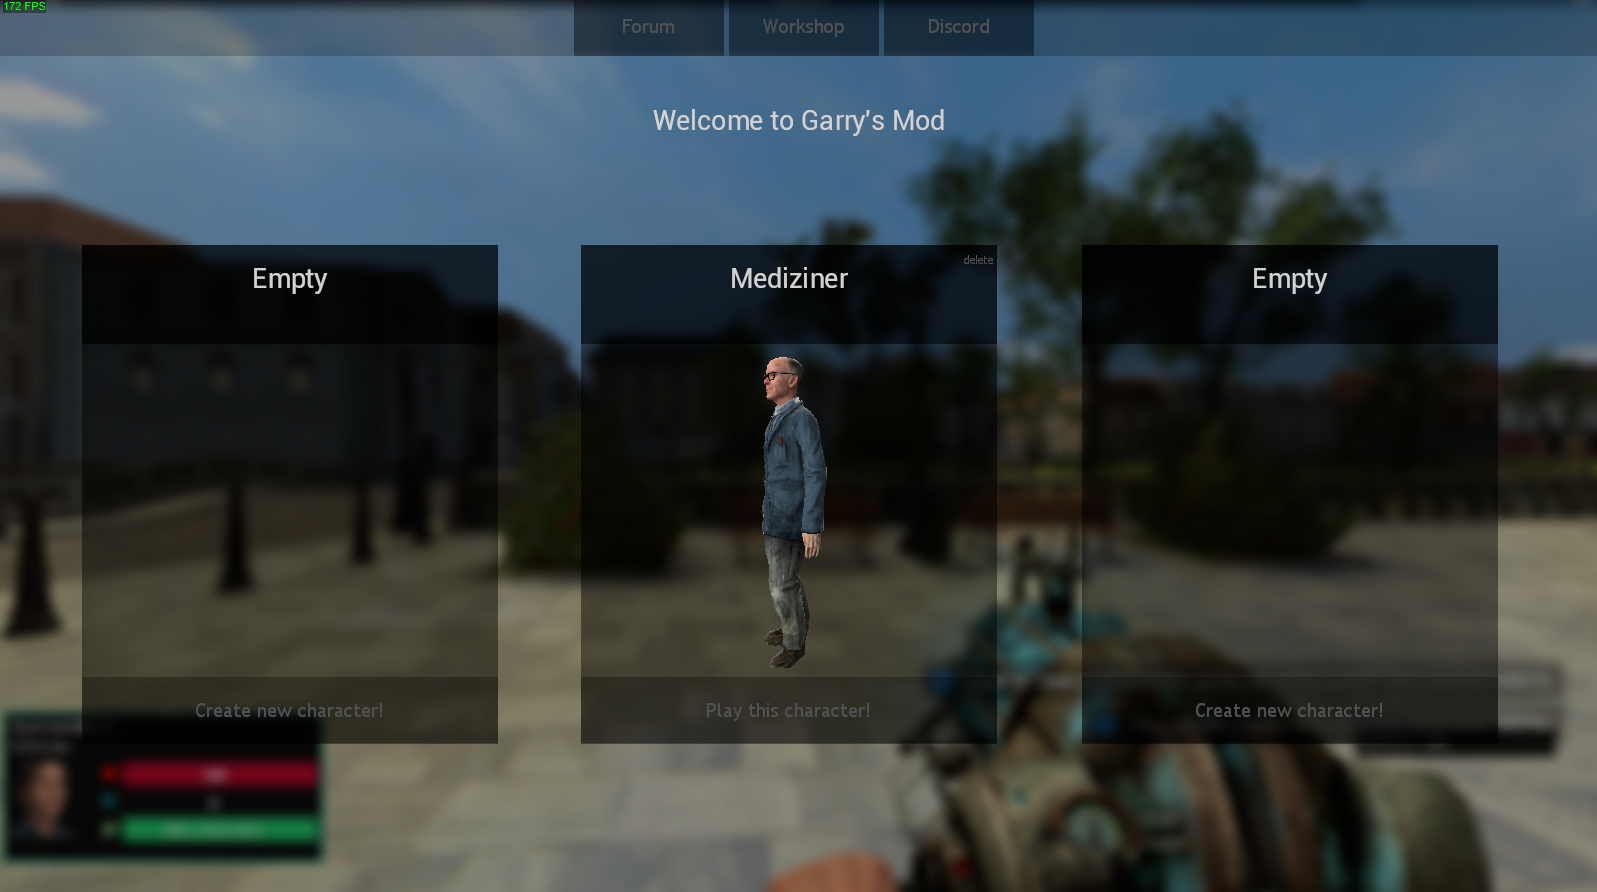 172 FPS
Forum
Workshop
Discord
Welcome to Garry's Mod
Empty
Mediziner
delete
Empty
Create new character!
Play this character!
Create new character!